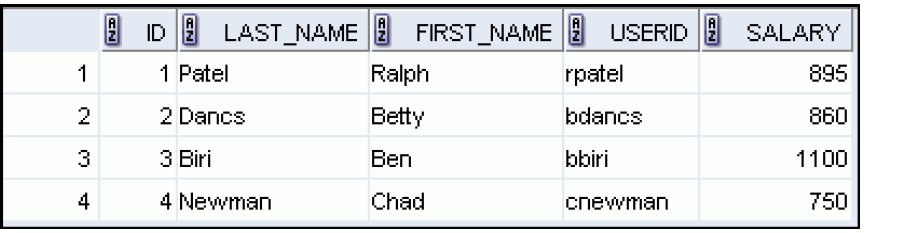 ID LAST_NAME FIRST_NAME USERID SALARY
1 1 Patel Ralph rpatel 895
2 2 Dancs Betty bdancs 860
3 3 Biri Ben bbiri 1100
4 4 Newman Chad cnewman 750